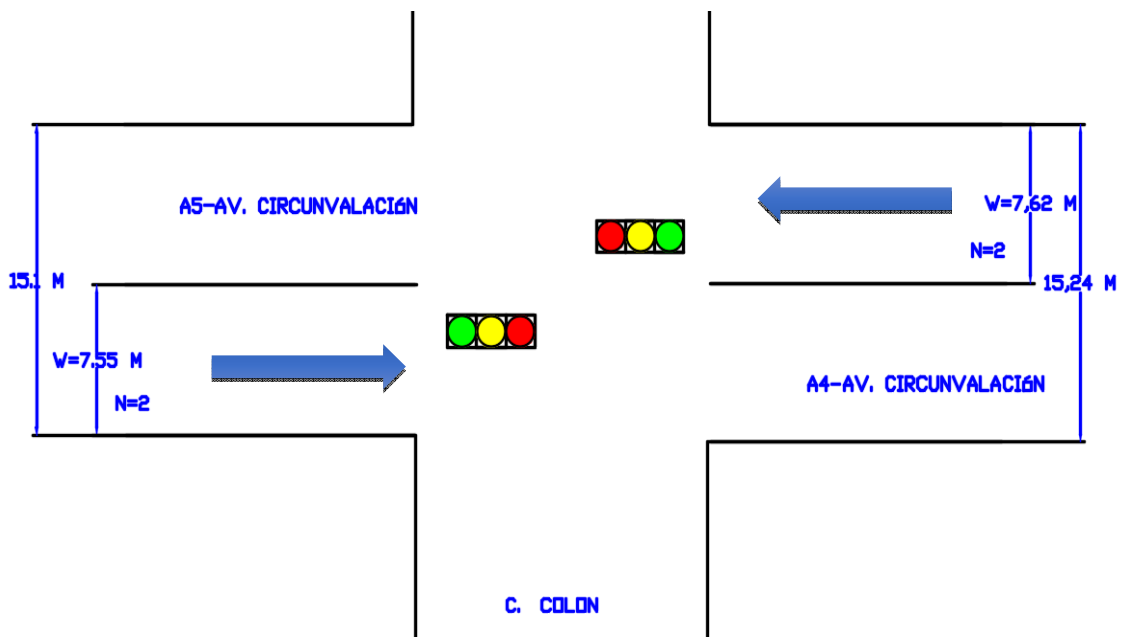 A5-AV. CIRCUNVALACIóN
W=7,62 M
N=2
15.1 M
15,24 M
W=7.55 M
A4-AV. CIRCUNVALACIóN
N=2
C. COLON